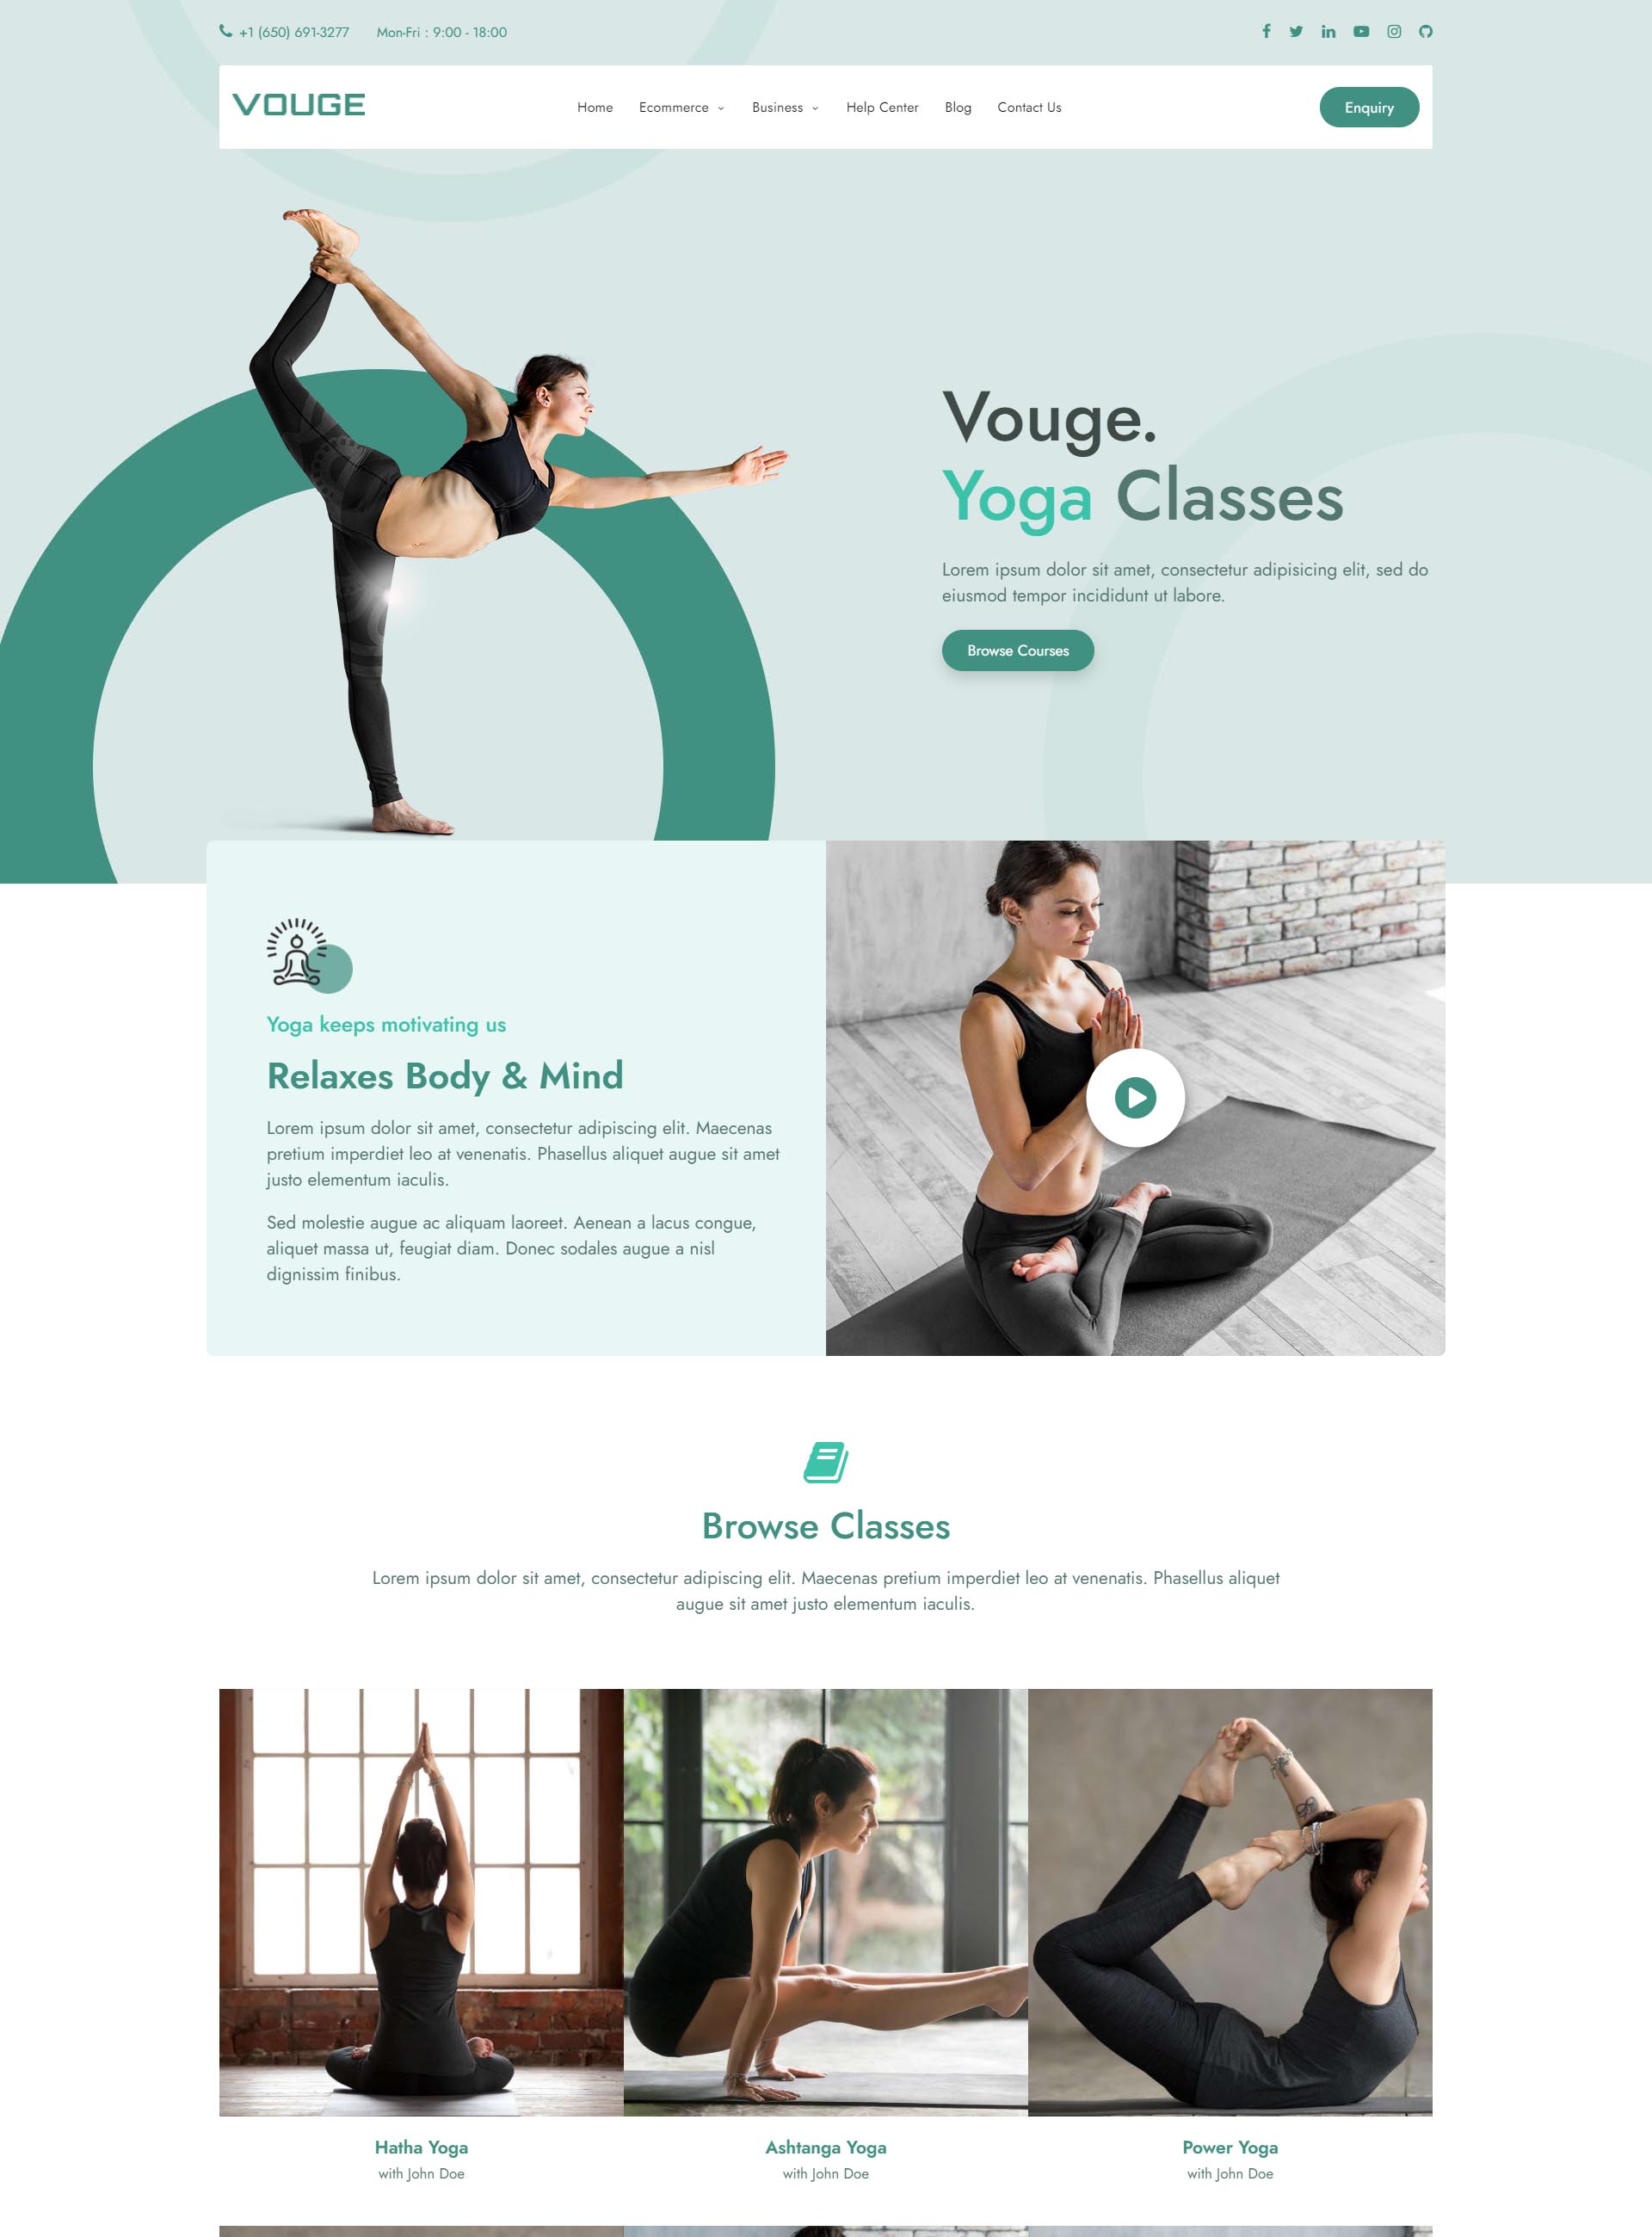 +1 (650) 691-3277 Mon-Fri : 9:00 - 18:00
VOUGE
Home Ecommerce Business Help Center Blog Contact Us
Enquiry
Vouge.
Yoga Classes
Lorem ipsum dolor sit amet, consectetur adipisicing elit, sed do
eiusmod tempor incididunt ut labore.
Browse Courses
Yoga keeps motivating us
Relaxes Body & Mind
Lorem ipsum dolor sit amet, consectetur adipiscing elit. Maecenas
pretium imperdiet leo at venenatis. Phasellus aliquet augue sit amet
justo elementum iaculis.
Sed molestie augue ac aliquam laoreet. Aenean a lacus congue,
aliquet massa ut, feugiat diam. Donec sodales augue a nisl
dignissim finibus.
Browse Classes
Lorem ipsum dolor sit amet, consectetur adipiscing elit. Maecenas pretium imperdiet leo at venenatis. Phasellus aliquet
augue sit amet justo elementum iaculis.
Hatha Yoga
with John Doe
Ashtanga Yoga
with John Doe
Power Yoga
with John Doe